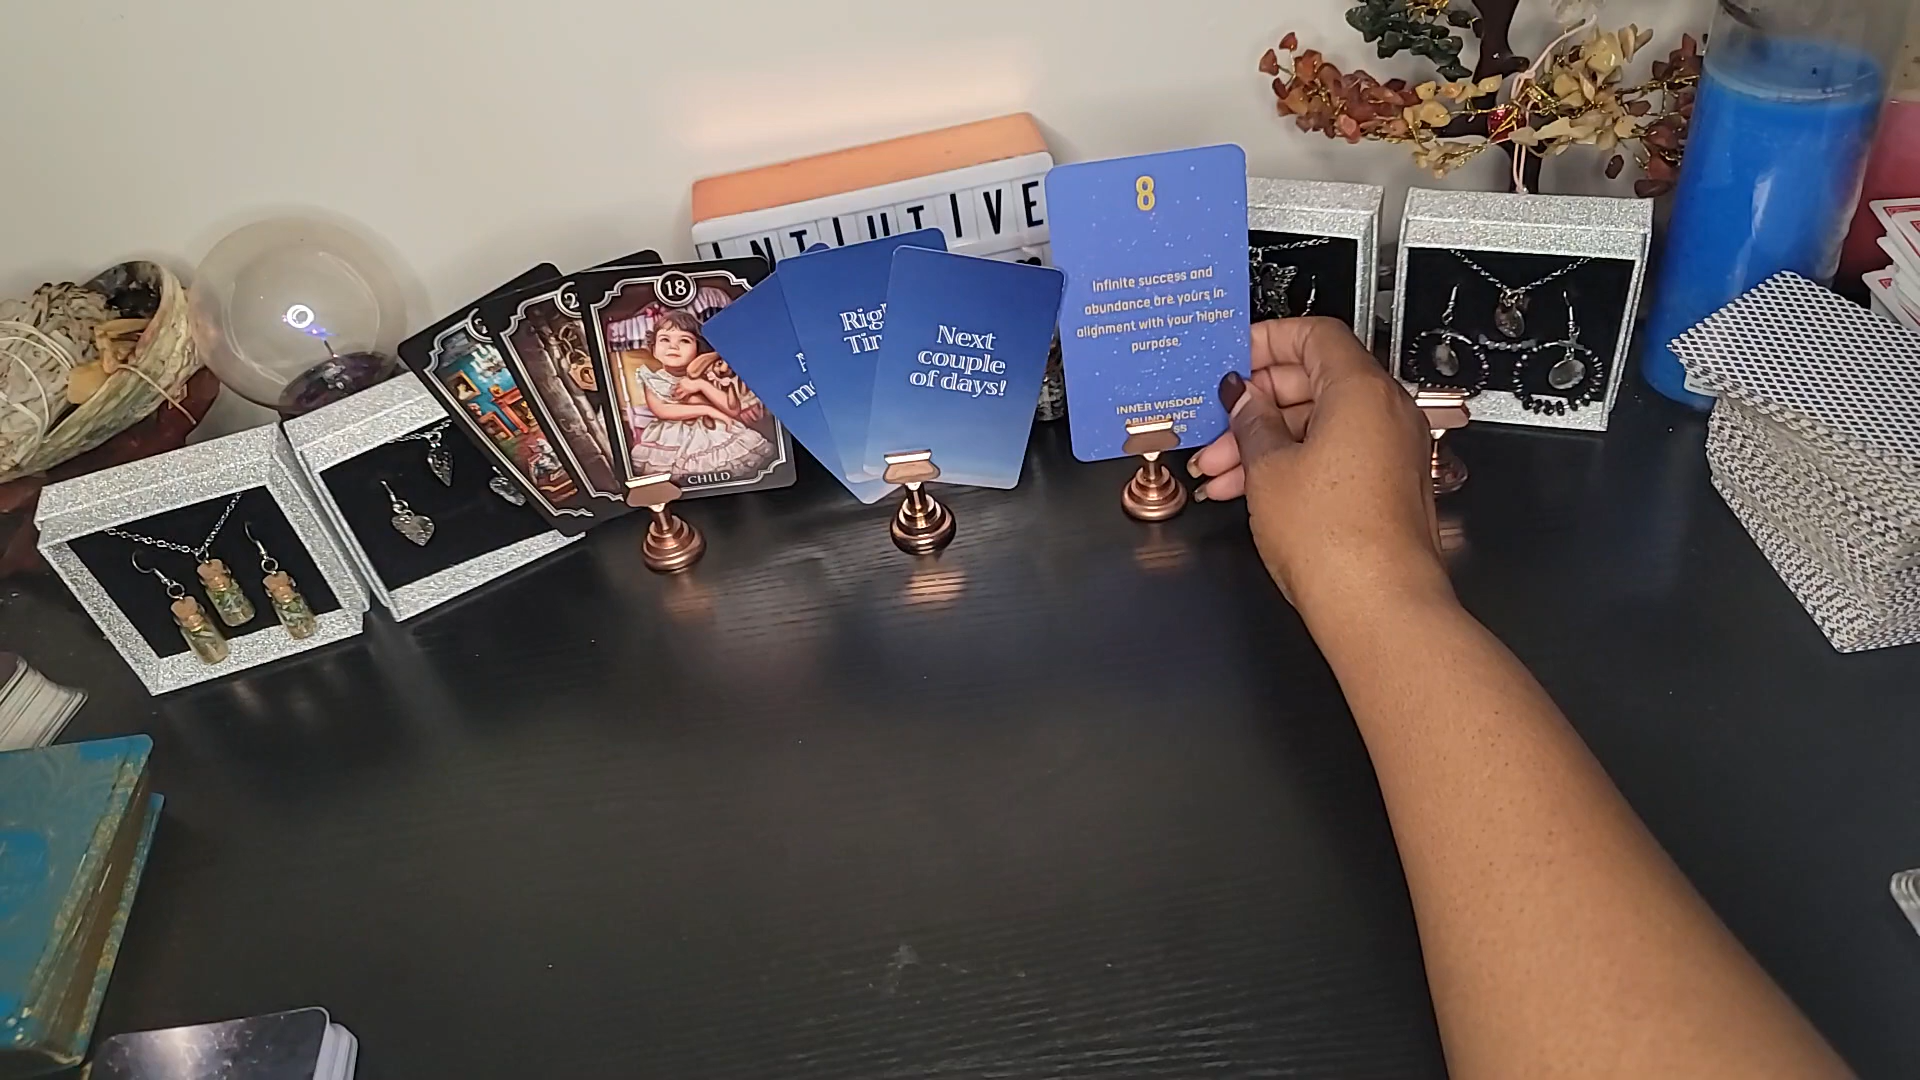 INTIUTIVE
8
Infinite success and
abundance are yours in
alignment with your higher
purpose.
INNER WISDOM
ABUNDANCE
18
CHILD
Next
couple
of days!